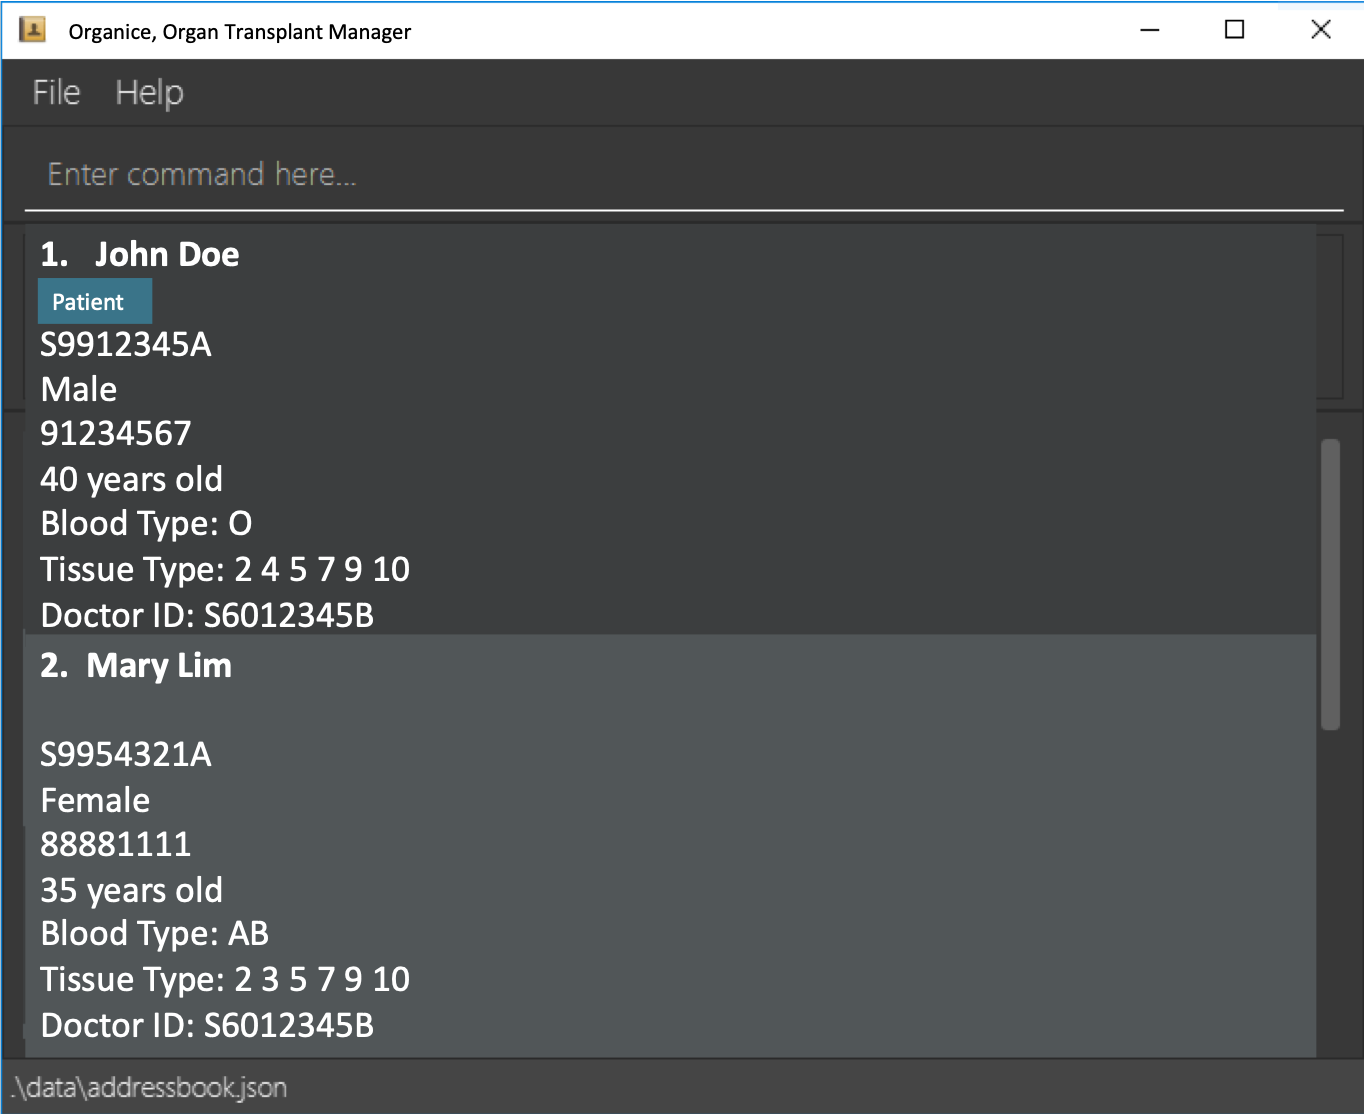 Organice, Organ Transplant Manager
File Help
Enter command here...
1. John Doe
Patient
S9912345A
Male
91234567
40 years old
Blood Type: O
Tissue Type: 2 4 5 7 9 10
Doctor ID: S6012345B
2. Mary Lim
S9954321A
Female
88881111
35 years old
Blood Type: AB
Tissue Type: 2 3 5 7 9 10
Doctor ID: S6012345B
.\data\addressbook.json